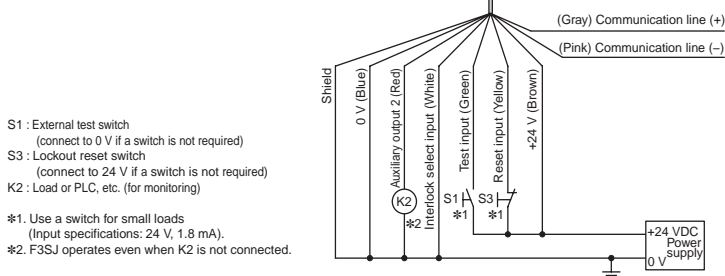 (Gray) Communication line (+)
(Pink) Communication line (−)
Shield
0 V (Blue)
Auxiliary output 2 (Red)
Interlock select input (White)
Test input (Green)
Reset input (Yellow)
+24 V (Brown)
S1 : External test switch
(connect to 0 V if a switch is not required)
S3 : Lockout reset switch
(connect to 24 V if a switch is not required)
K2 : Load or PLC, etc. (for monitoring)
*1. Use a switch for small loads
(Input specifications: 24 V, 1.8 mA).
*2. F3SJ operates even when K2 is not connected.
K2
*2
S1
*1
S3
*1
+24 VDC
Power
supply
0 V